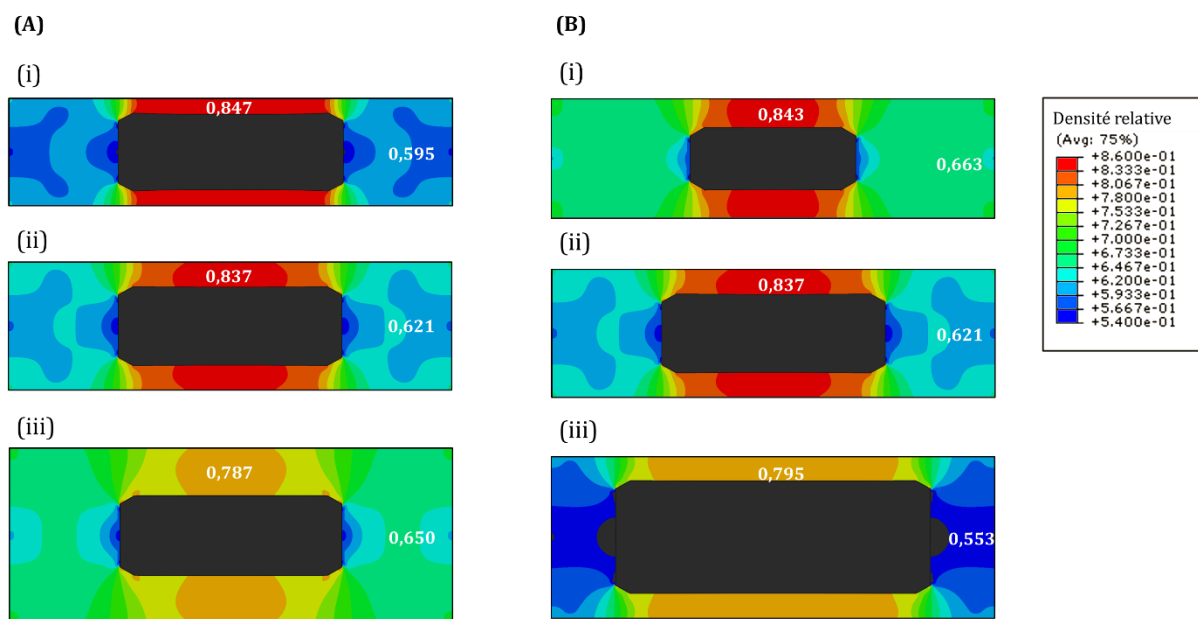 (A)
(i)
0,847
0,595
(ii)
0,837
0,621
(iii)
0,787
0,650
(B)
(i)
0,843
0,663
(ii)
0,837
0,621
(iii)
0,795
0,553
Densité relative
(Avg: 75%)
+8.600e-01
+8.333e-01
+8.067e-01
+7.800e-01
+7.533e-01
+7.267e-01
+7.000e-01
+6.733e-01
+6.467e-01
+6.200e-01
+5.933e-01
+5.667e-01
+5.400e-01